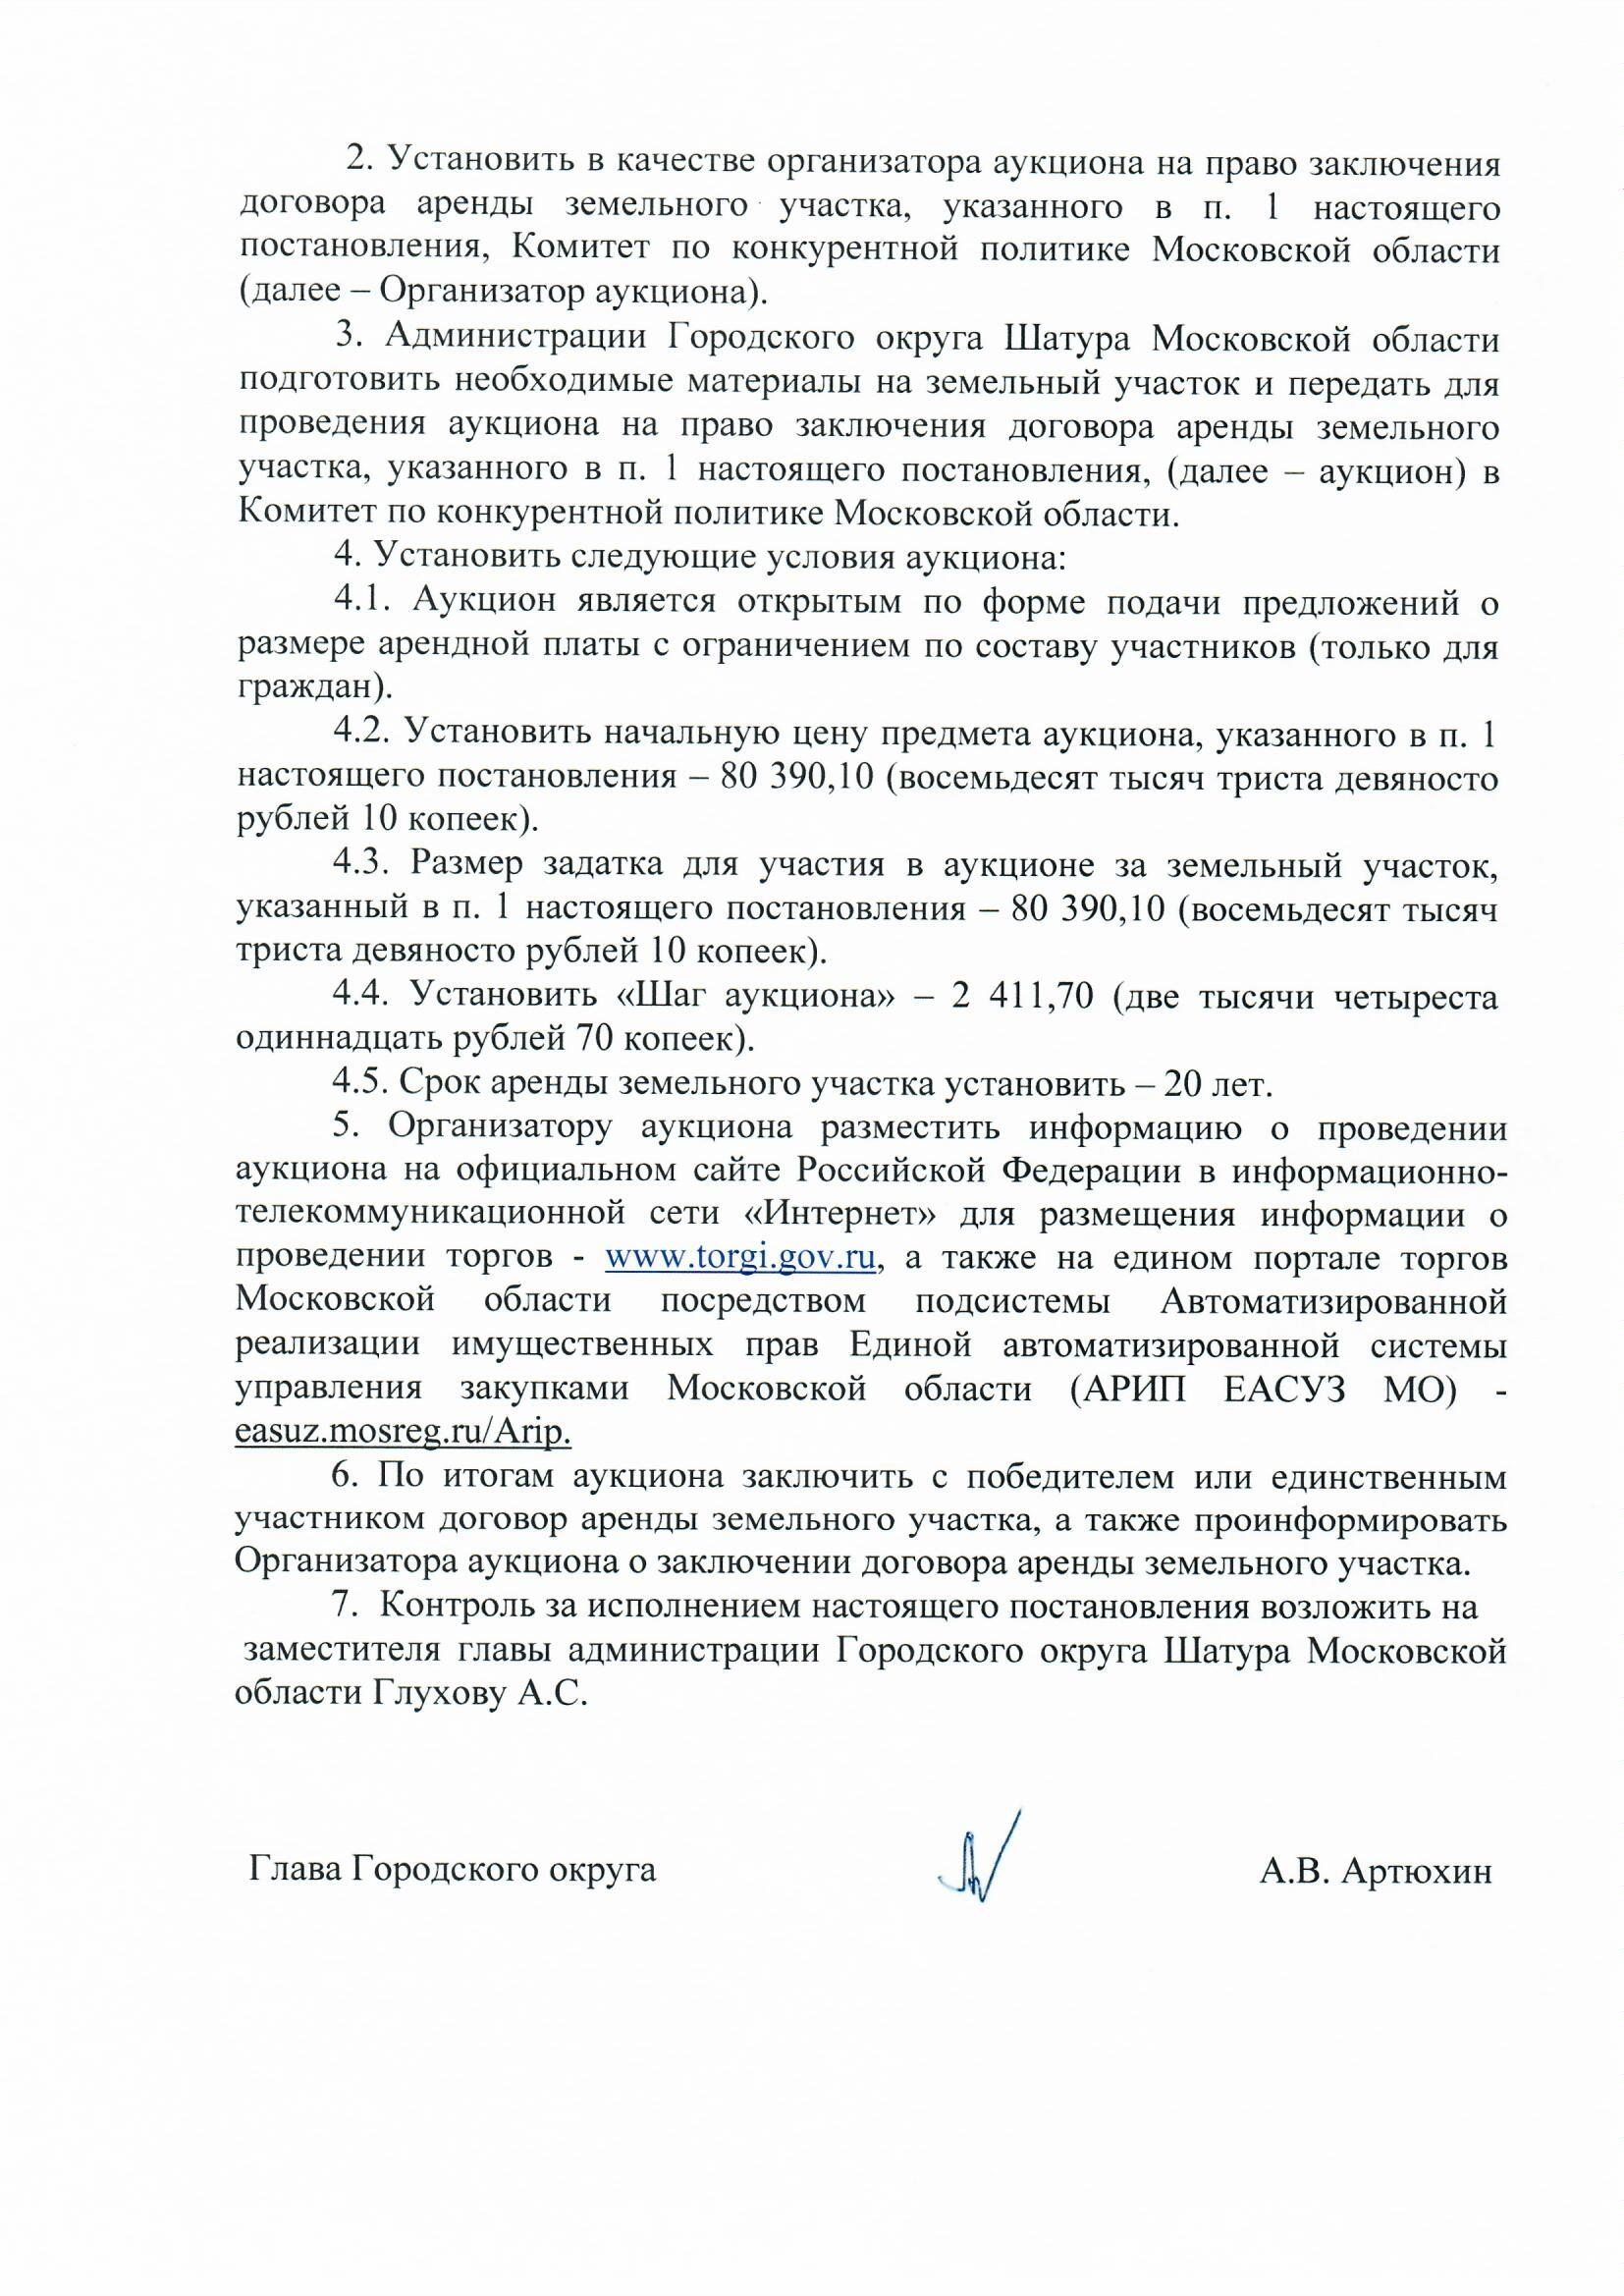 2. Установить в качестве организатора аукциона на право заключения
договора аренды земельного участка, указанного в п. 1 настоящего
постановления, Комитет по конкурентной политике Московской области
(далее – Организатор аукциона).
3. Администрации Городского округа Шатура Московской области
подготовить необходимые материалы на земельный участок и передать для
проведения аукциона на право заключения договора аренды земельного
участка, указанного в п. 1 настоящего постановления, (далее – аукцион) в
Комитет по конкурентной политике Московской области.
4. Установить следующие условия аукциона:
4.1. Аукцион является открытым по форме подачи предложений о
размере арендной платы с ограничением по составу участников (только для
граждан).
4.2. Установить начальную цену предмета аукциона, указанного в п. 1
настоящего постановления – 80 390,10 (восемьдесят тысяч триста девяносто
рублей 10 копеек).
4.3. Размер задатка для участия в аукционе за земельный участок,
указанный в п. 1 настоящего постановления – 80 390,10 (восемьдесят тысяч
триста девяносто рублей 10 копеек).
4.4. Установить «Шаг аукциона» – 2 411,70 (две тысячи четыреста
одиннадцать рублей 70 копеек).
4.5. Срок аренды земельного участка установить – 20 лет.
5. Организатору аукциона разместить информацию о проведении
аукциона на официальном сайте Российской Федерации в информационно-
телекоммуникационной сети «Интернет» для размещения информации о
проведении торгов - www.torgi.gov.ru, а также на едином портале торгов
Московской области посредством подсистемы Автоматизированной
реализации имущественных прав Единой автоматизированной системы
управления закупками Московской области (АРИП ЕАСУЗ МО) -
easuz.mosreg.ru/Arip.
6. По итогам аукциона заключить с победителем или единственным
участником договор аренды земельного участка, а также проинформировать
Организатора аукциона о заключении договора аренды земельного участка.
7. Контроль за исполнением настоящего постановления возложить на
заместителя главы администрации Городского округа Шатура Московской
области Глухову А.С.
Глава Городского округа А.В. Артюхин